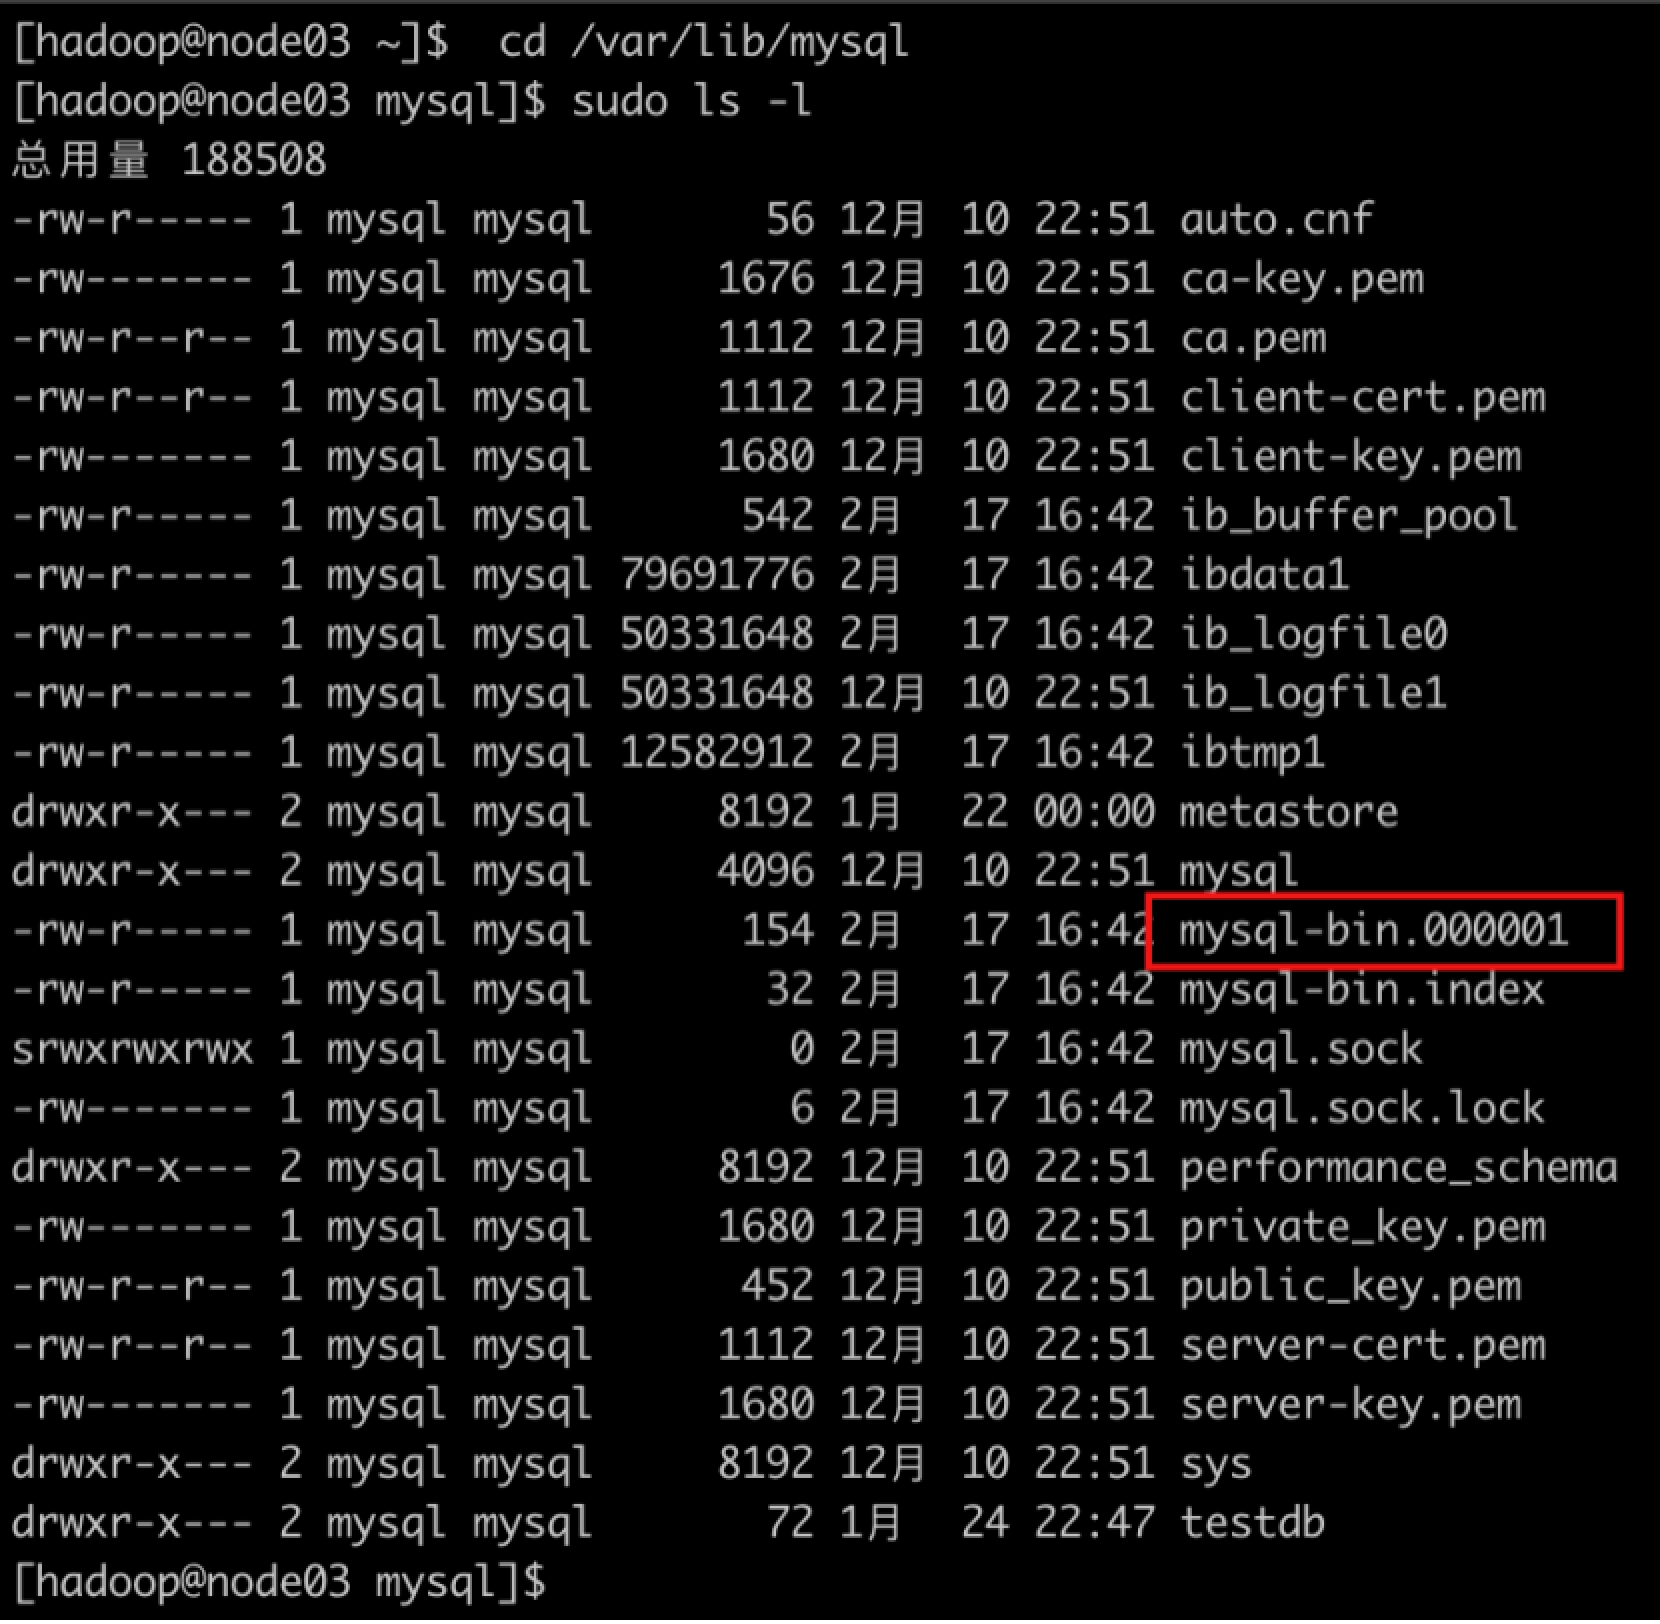 [hadoop@node03 ~]$  cd /var/lib/mysql
[hadoop@node03 mysql]$ sudo ls -l
总用量 188508
-rw-r----- 1 mysql mysql       56 12月 10 22:51 auto.cnf
-rw------- 1 mysql mysql     1676 12月 10 22:51 ca-key.pem
-rw-r--r-- 1 mysql mysql     1112 12月 10 22:51 ca.pem
-rw-r--r-- 1 mysql mysql     1112 12月 10 22:51 client-cert.pem
-rw------- 1 mysql mysql     1680 12月 10 22:51 client-key.pem
-rw-r----- 1 mysql mysql      542 2月  17 16:42 ib_buffer_pool
-rw-r----- 1 mysql mysql 79691776 2月  17 16:42 ibdata1
-rw-r----- 1 mysql mysql 50331648 2月  17 16:42 ib_logfile0
-rw-r----- 1 mysql mysql 50331648 12月 10 22:51 ib_logfile1
-rw-r----- 1 mysql mysql 12582912 2月  17 16:42 ibtmp1
drwxr-x--- 2 mysql mysql     8192 1月  22 00:00 metastore
drwxr-x--- 2 mysql mysql     4096 12月 10 22:51 mysql
-rw-r----- 1 mysql mysql      154 2月  17 16:42 mysql-bin.000001
-rw-r----- 1 mysql mysql       32 2月  17 16:42 mysql-bin.index
srwxrwxrwx 1 mysql mysql        0 2月  17 16:42 mysql.sock
-rw------- 1 mysql mysql        6 2月  17 16:42 mysql.sock.lock
drwxr-x--- 2 mysql mysql     8192 12月 10 22:51 performance_schema
-rw------- 1 mysql mysql     1680 12月 10 22:51 private_key.pem
-rw-r--r-- 1 mysql mysql      452 12月 10 22:51 public_key.pem
-rw-r--r-- 1 mysql mysql     1112 12月 10 22:51 server-cert.pem
-rw------- 1 mysql mysql     1680 12月 10 22:51 server-key.pem
drwxr-x--- 2 mysql mysql     8192 12月 10 22:51 sys
drwxr-x--- 2 mysql mysql       72 1月  24 22:47 testdb
[hadoop@node03 mysql]$